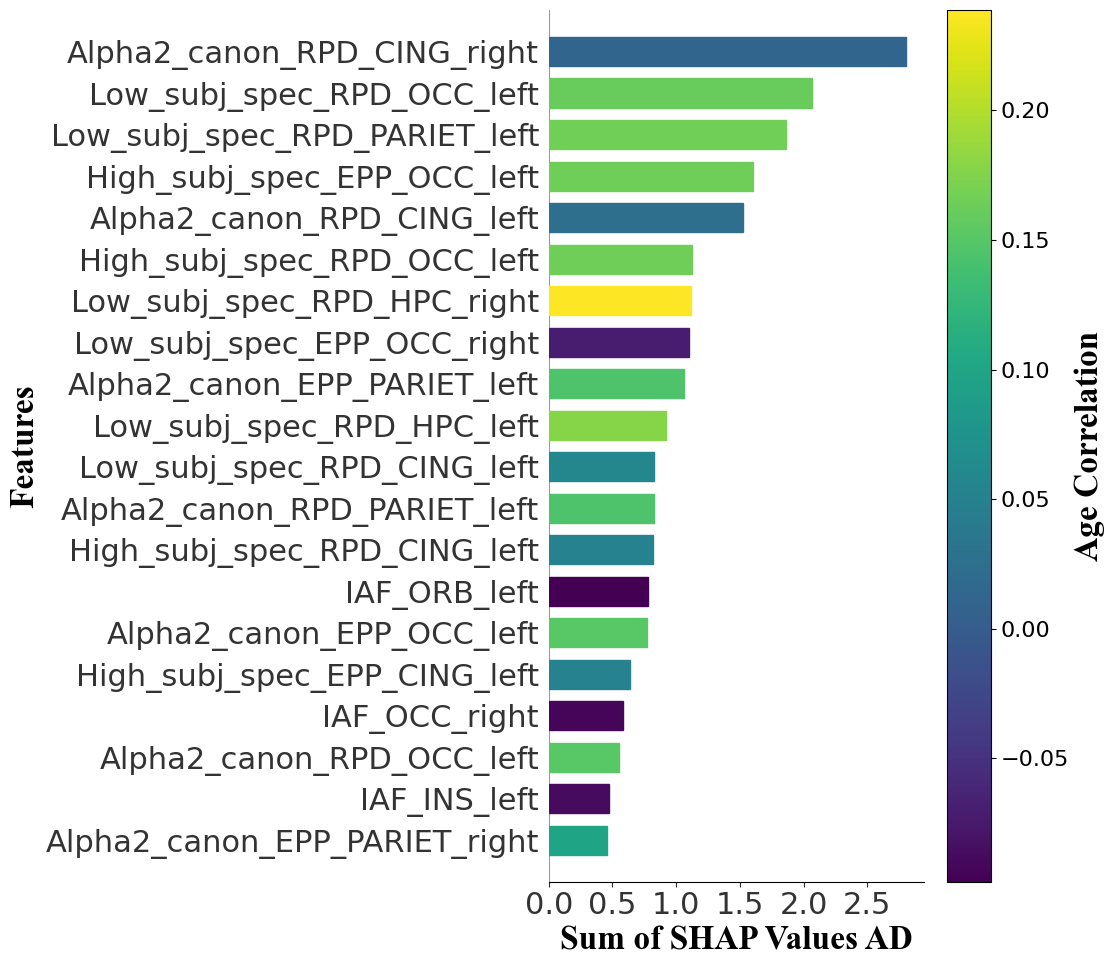 Features
Alpha2_canon_RPD_CING_right
Low_subj_spec_RPD_OCC_left
Low_subj_spec_RPD_PARIET_left
High_subj_spec_EPP_OCC_left
Alpha2_canon_RPD_CING_left
High_subj_spec_RPD_OCC_left
Low_subj_spec_RPD_HPC_right
Low_subj_spec_EPP_OCC_right
Alpha2_canon_EPP_PARIET_left
Low_subj_spec_RPD_HPC_left
Low_subj_spec_RPD_CING_left
Alpha2_canon_RPD_PARIET_left
High_subj_spec_RPD_CING_left
IAF_ORB_left
Alpha2_canon_EPP_OCC_left
High_subj_spec_EPP_CING_left
IAF_OCC_right
Alpha2_canon_RPD_OCC_left
IAF_INS_left
Alpha2_canon_EPP_PARIET_right
0.0 0.5 1.0 1.5 2.0 2.5
Sum of SHAP Values AD
0.20
0.15
0.10
0.05
0.00
−0.05
Age Correlation